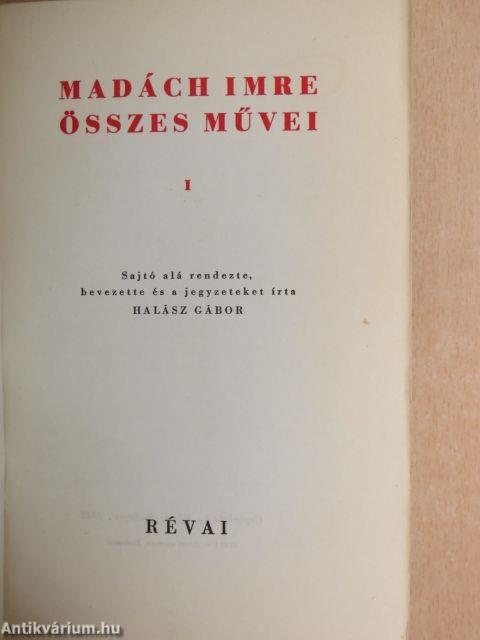 MADÁCH IMRE
ÖSSZES MŰVEI
I
Sajtó alá rendezte,
bevezette és a jegyzeteket írta
HALÁSZ GÁBOR
RÉVAI
Antikvárium.hu